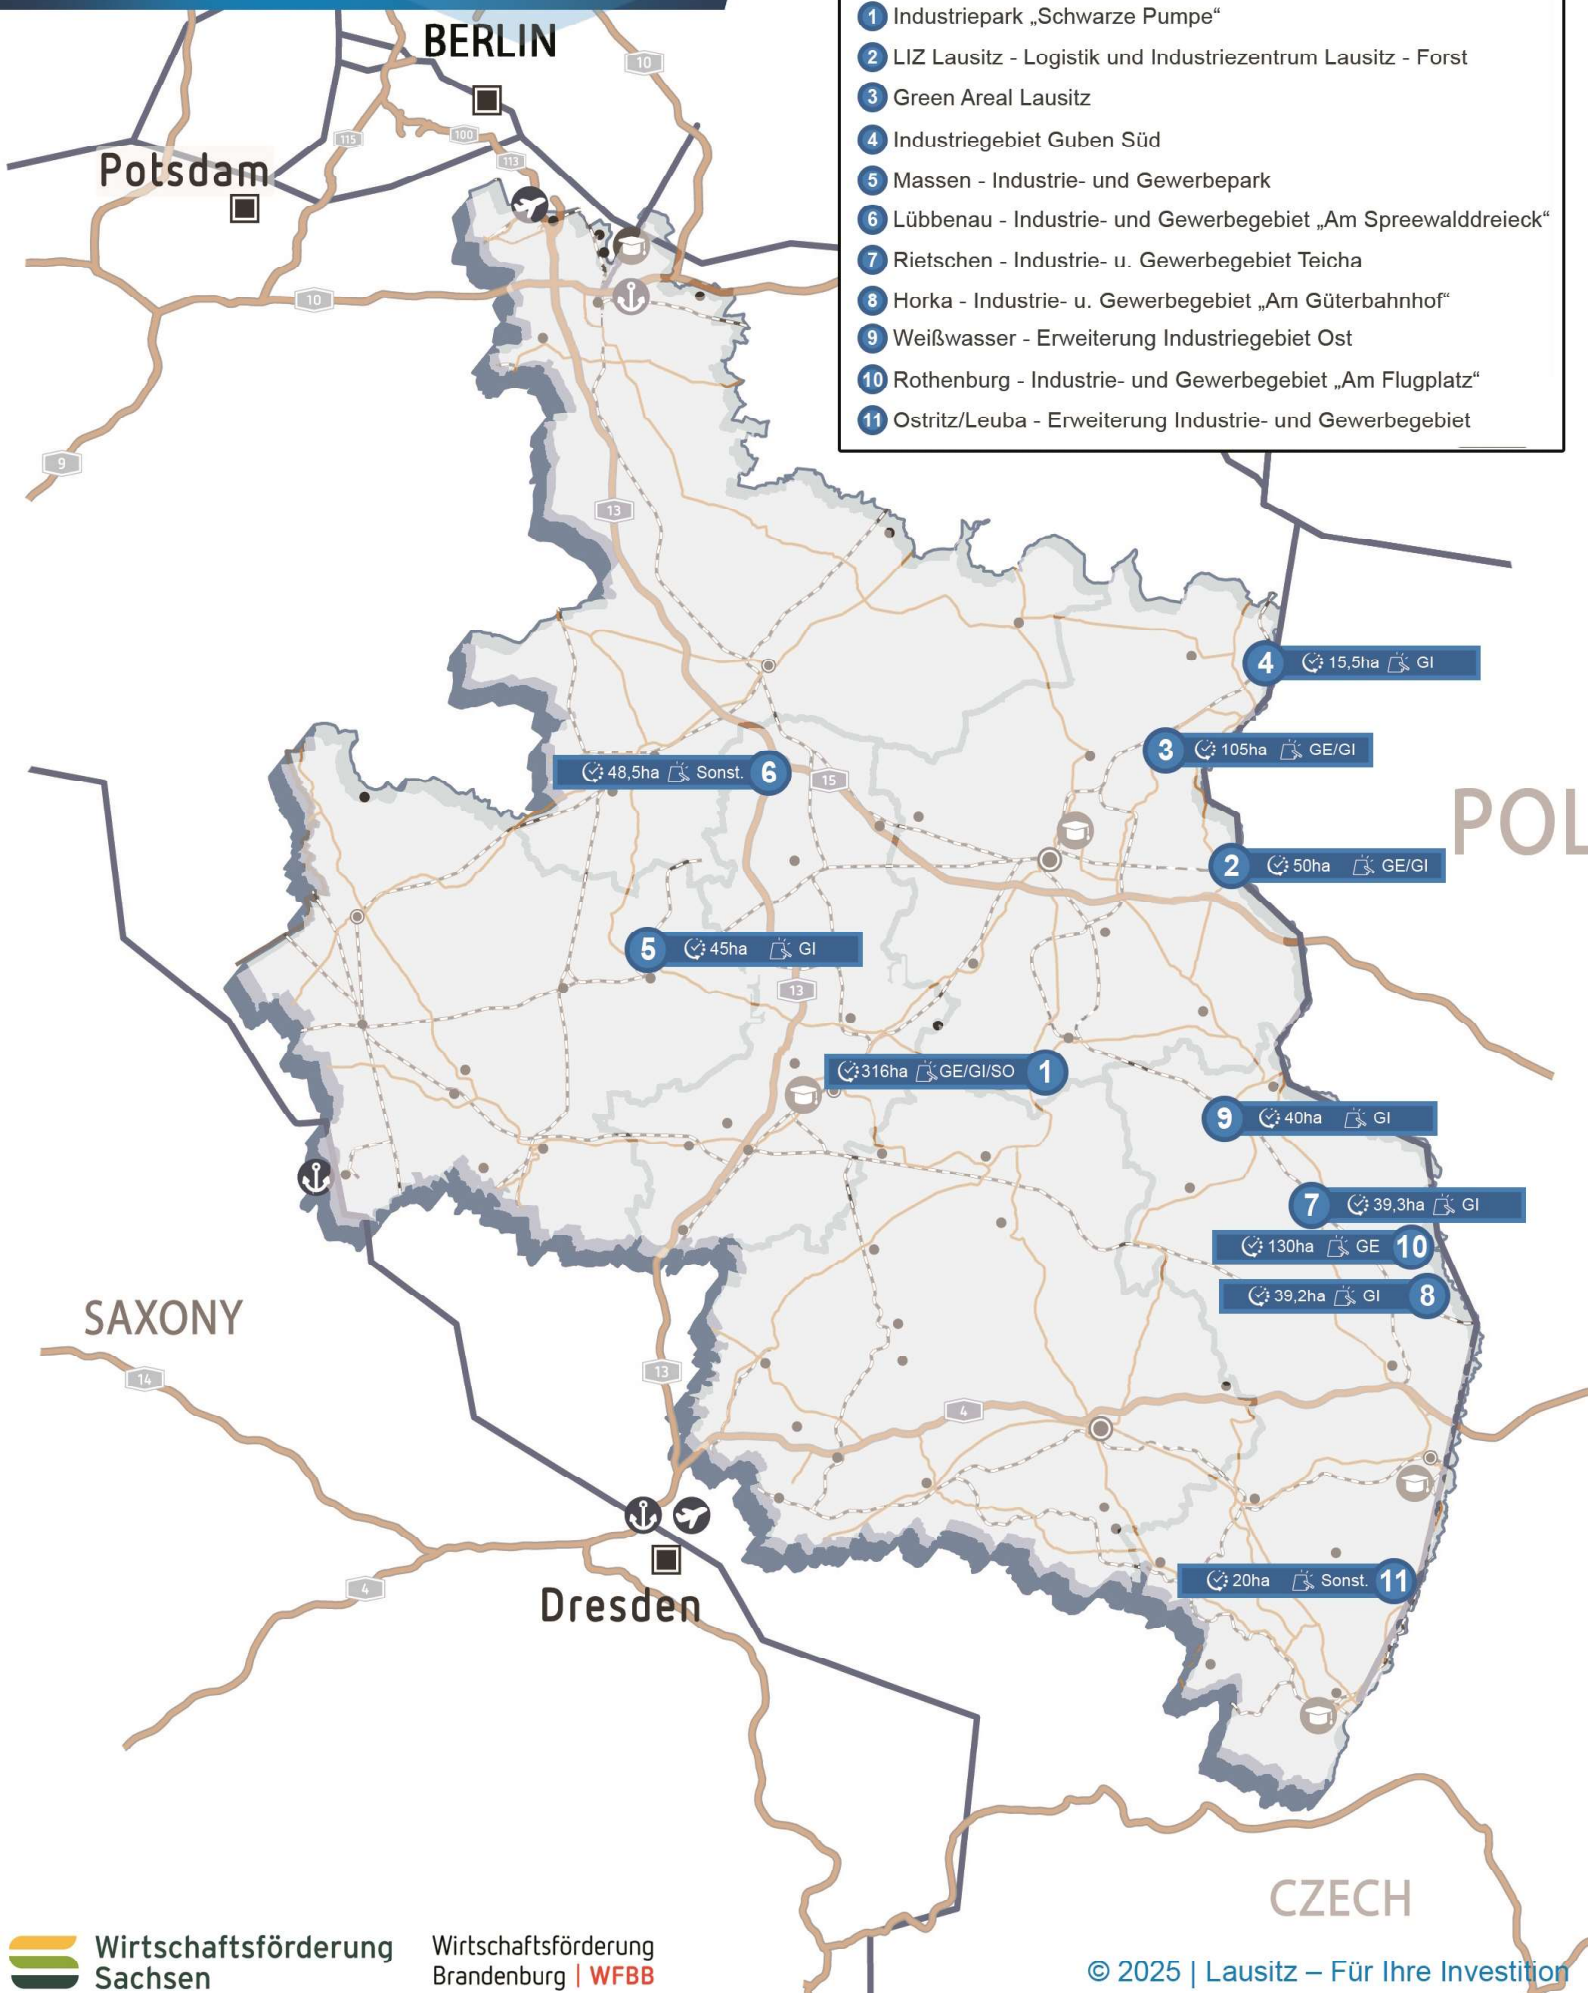 1 Industriepark „Schwarze Pumpe“
2 LIZ Lausitz - Logistik und Industriezentrum Lausitz - Forst
3 Green Areal Lausitz
4 Industriegebiet Guben Süd
5 Massen - Industrie- und Gewerbepark
6 Lübbenau - Industrie- und Gewerbegebiet „Am Spreewalddreieck“
7 Rietschen - Industrie- u. Gewerbegebiet Teicha
8 Horka - Industrie- u. Gewerbegebiet „Am Güterbahnhof“
9 Weißwasser - Erweiterung Industriegebiet Ost
10 Rothenburg - Industrie- und Gewerbegebiet „Am Flugplatz“
11 Ostritz/Leuba - Erweiterung Industrie- und Gewerbegebiet
BERLIN
10
115
100
113
Potsdam
10
9
13
4 15,5ha GI
3 105ha GE/GI
48,5ha Sonst. 6
15
POL
2 50ha GE/GI
5 45ha GI
13
316ha GE/GI/SO 1
9 40ha GI
7 39,3ha GI
130ha GE 10
39,2ha GI 8
SAXONY
14
13
4
Dresden
4
20ha Sonst. 11
CZECH
Wirtschaftsförderung
Sachsen
Wirtschaftsförderung
Brandenburg | WFBB
© 2025 | Lausitz – Für Ihre Investition